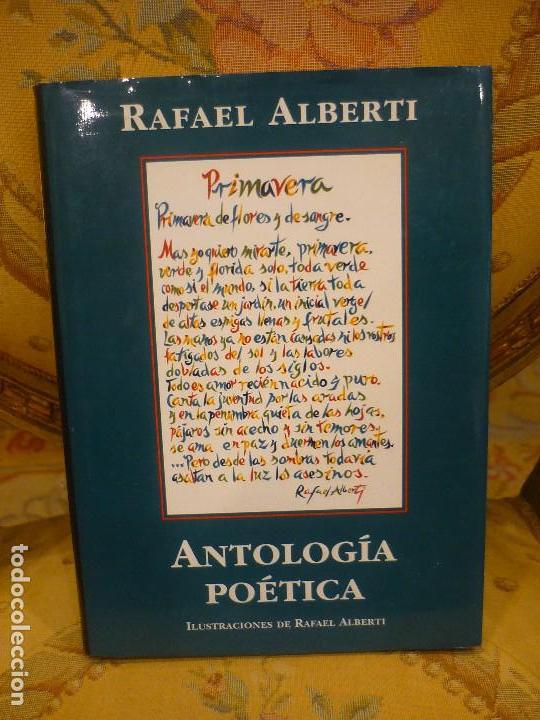 RAFAEL ALBERTI
Primavera
Primavera de flores y de sangre.
Mas yo quiero mirarte, primavera,
verde y florida solo, toda verde
como si el mundo, si la tierra toda
despertase un jardín, un inicial vergel
de altas espigas llenas y frutales.
Las manos ya no están cansadas ni los rostros
fatigados del sol y las labores
dobladas de los siglos.
Todo es amor recién nacido y puro.
Canta la juventud por las aradas
y en la penumbra quieta de las hojas,
pájaros sin acecho y sin temores,
se ama en paz y duermen los amantes.
...Pero desde las sombras todavía
asaltan a la luz los asesinos.
Rafael Alberti
ANTOLOGÍA
POÉTICA
ILUSTRACIONES DE RAFAEL ALBERTI
todocoleccion